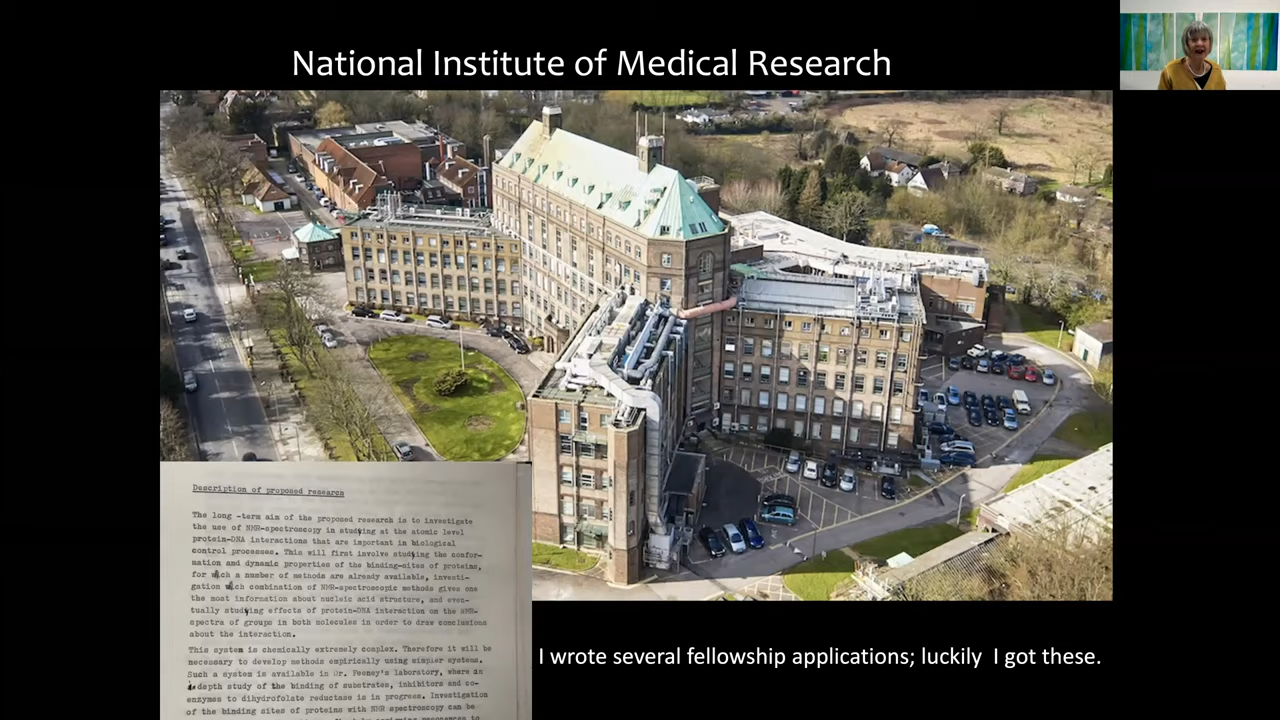 National Institute of Medical Research
Description of proposed research
The long -term aim of the proposed research is to investigate
the use of NMR-spectroscopy in studying at the atomic level
protein-DNA interactions that are important in biological
control processes. This will first involve studying the confor-
mation and dynamic properties of the binding-sites of proteins,
for which a number of methods are already available, investi-
gation which combination of NMR-spectroscopic methods gives one
the most information about nucleic acid structure, and even-
tually studying effects of protein-DNA interaction on the NMR-
spectra of groups in both molecules in order to draw conclusions
about the interaction.
This system is chemically extremely complex. Therefore it will be
necessary to develop methods empirically using simpler systems.
Such a system is available in Dr. Feeney's laboratory, where an
in depth study of the binding of substrates, inhibitors and co-
enzymes to dihydrofolate reductase is in progress. Investigation
of the binding sites of proteins with NMR spectroscopy can be
I wrote several fellowship applications; luckily I got these.